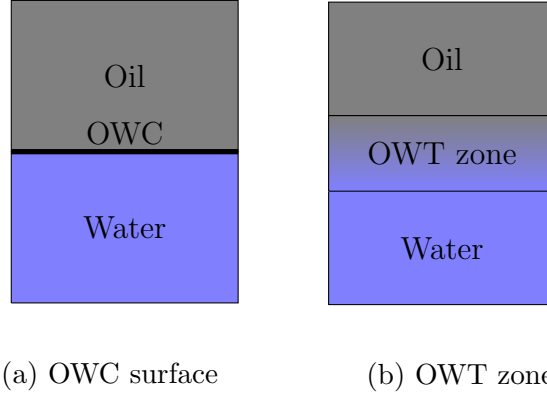 Oil
OWC
Water
(a) OWC surface
Oil
OWT zone
Water
(b) OWT zone